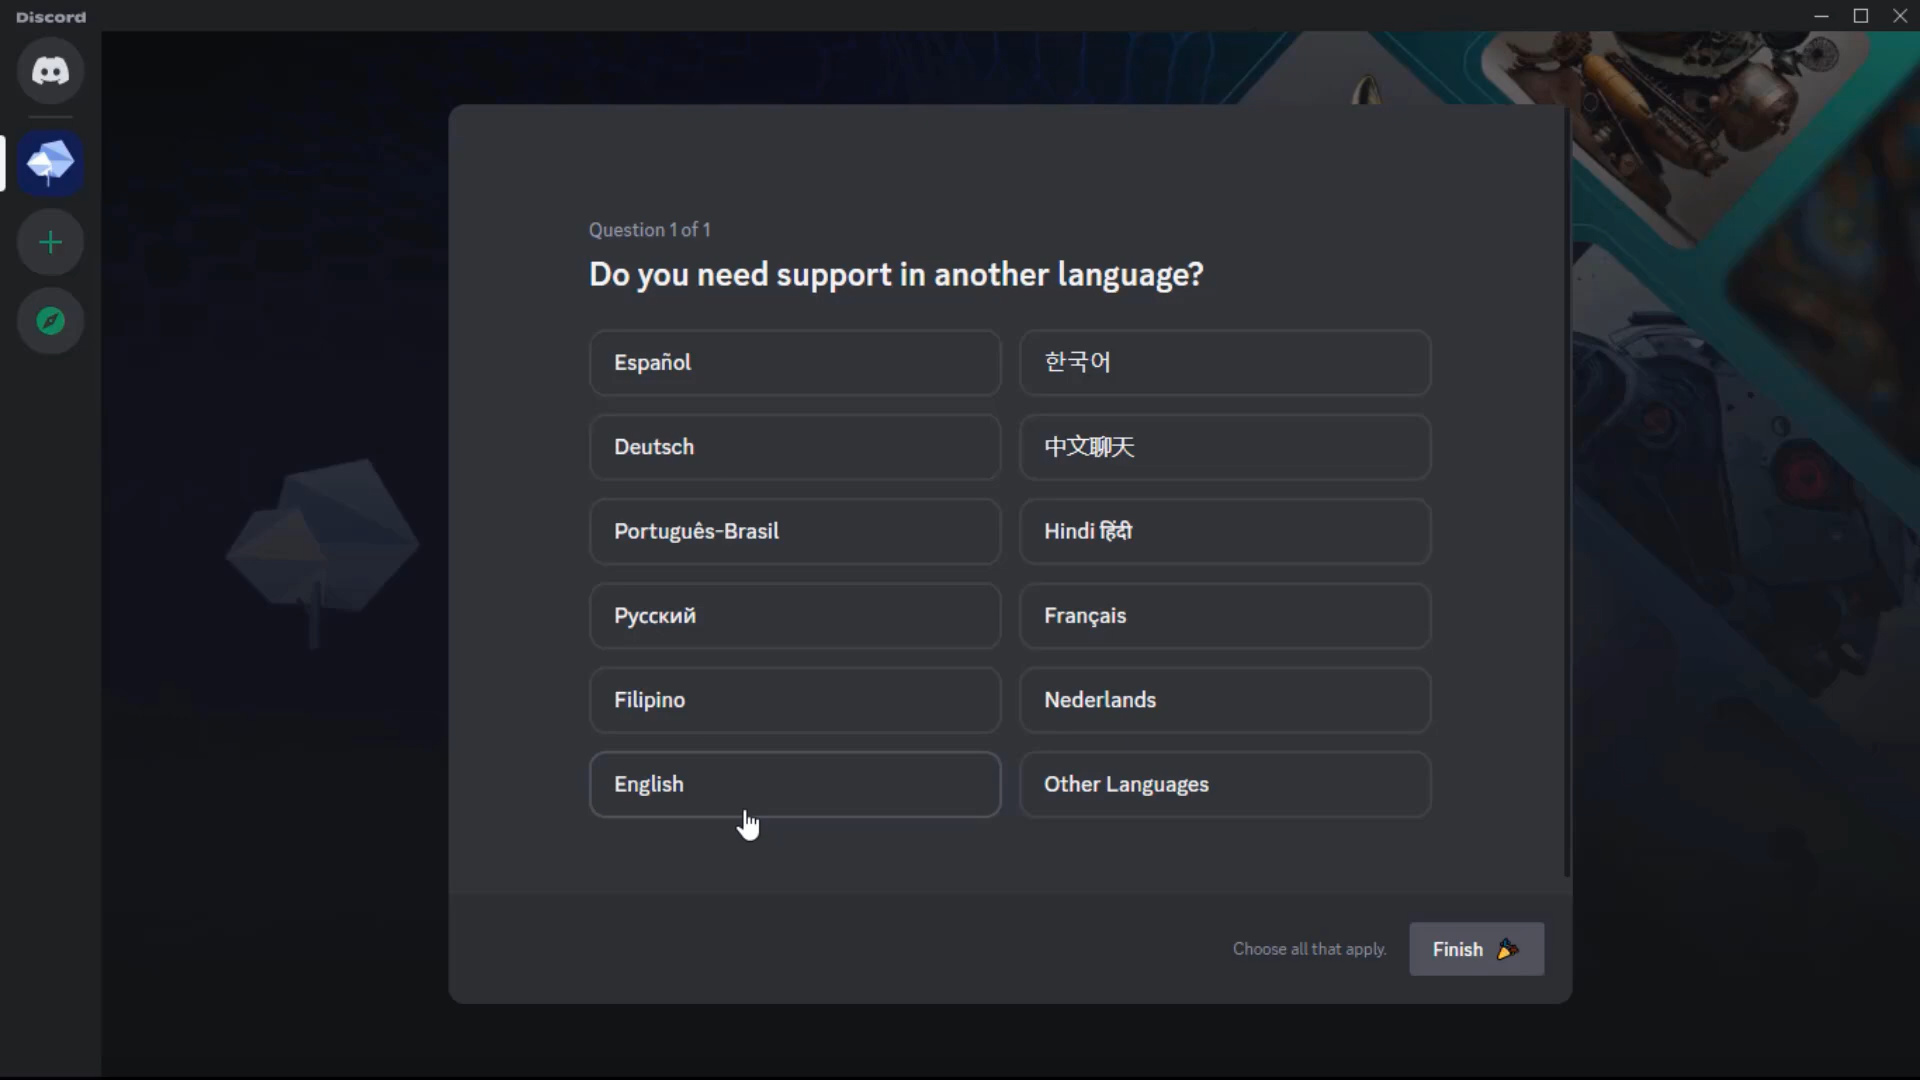 Discord
Question 1 of 1
Do you need support in another language?
Español
한국어
Deutsch
中文聊天
Português-Brasil
Hindi हिंदी
Русский
Français
Filipino
Nederlands
English
Other Languages
Choose all that apply.
Finish